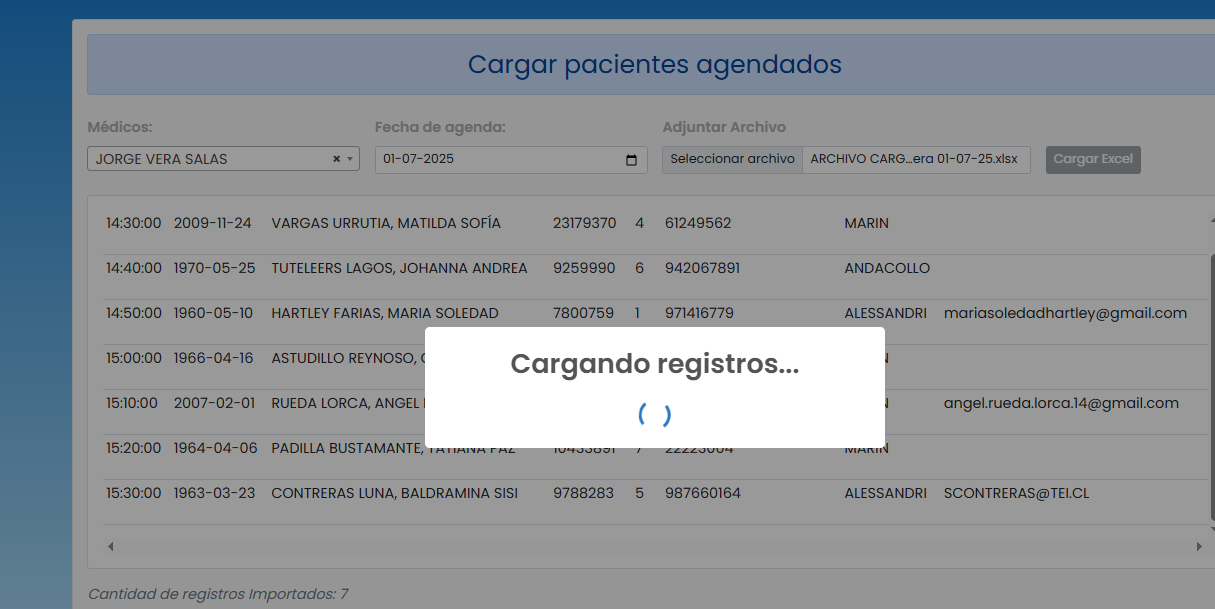 Cargar pacientes agendados
Médicos: Fecha de agenda: Adjuntar Archivo
JORGE VERA SALAS × 01-07-2025 Seleccionar archivo ARCHIVO CARG...era 01-07-25.xlsx Cargar Excel
14:30:00 2009-11-24 VARGAS URRUTIA, MATILDA SOFÍA 23179370 4 61249562 MARIN
14:40:00 1970-05-25 TUTELEERS LAGOS, JOHANNA ANDREA 9259990 6 942067891 ANDACOLLO
14:50:00 1960-05-10 HARTLEY FARIAS, MARIA SOLEDAD 7800759 1 971416779 ALESSANDRI mariasoledadhartley@gmail.com
15:00:00 1966-04-16 ASTUDILLO REYNOSO,
Cargando registros...
15:10:00 2007-02-01 RUEDA LORCA, ANGEL angel.rueda.lorca.14@gmail.com
15:20:00 1964-04-06 PADILLA BUSTAMANTE, TATIANA PAZ 10433891 7 22223004 MARIN
15:30:00 1963-03-23 CONTRERAS LUNA, BALDRAMINA SISI 9788283 5 987660164 ALESSANDRI SCONTRERAS@TEI.CL
Cantidad de registros Importados: 7